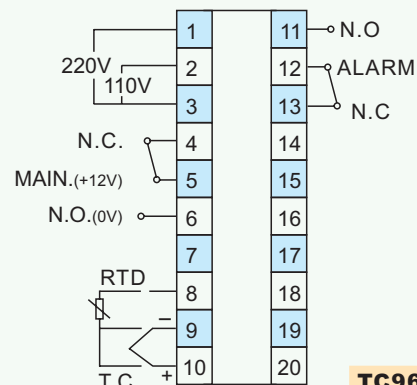 1 11 N.O
220V 2 12 ALARM
110V
3 13 N.C
N.C. 4 14
MAIN.(+12V) 5 15
N.O.(0V) 6 16
7 17
RTD 8 18
− 9 19
T.C + 10 20
TC96